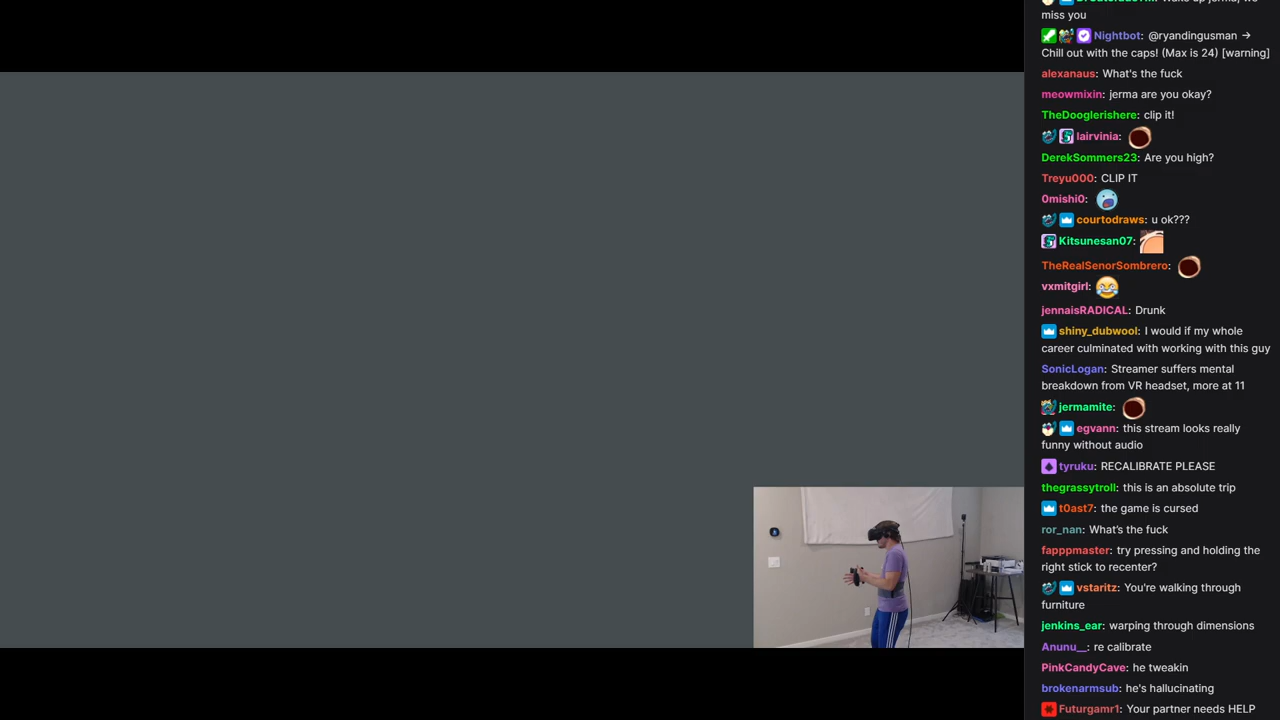 miss you
Nightbot: @ryandingusman →
Chill out with the caps! (Max is 24) [warning]
alexanaus: What's the fuck
meowmixin: jerma are you okay?
TheDooglerishere: clip it!
lairvinia:
DerekSommers23: Are you high?
Treyu000: CLIP IT
0mishi0:
courtodraws: u ok???
Kitsunesan07:
TheRealSenorSombrero:
vxmitgirl:
jennaisRADICAL: Drunk
shiny_dubwool: I would if my whole
career culminated with working with this guy
SonicLogan: Streamer suffers mental
breakdown from VR headset, more at 11
jermamite:
egvann: this stream looks really
funny without audio
tyruku: RECALIBRATE PLEASE
thegrassytroll: this is an absolute trip
t0ast7: the game is cursed
ror_nan: What's the fuck
fapppmaster: try pressing and holding the
right stick to recenter?
vstaritz: You're walking through
furniture
jenkins_ear: warping through dimensions
Anunu__: re calibrate
PinkCandyCave: he tweakin
brokenarmsub: he's hallucinating
Futurgamr1: Your partner needs HELP